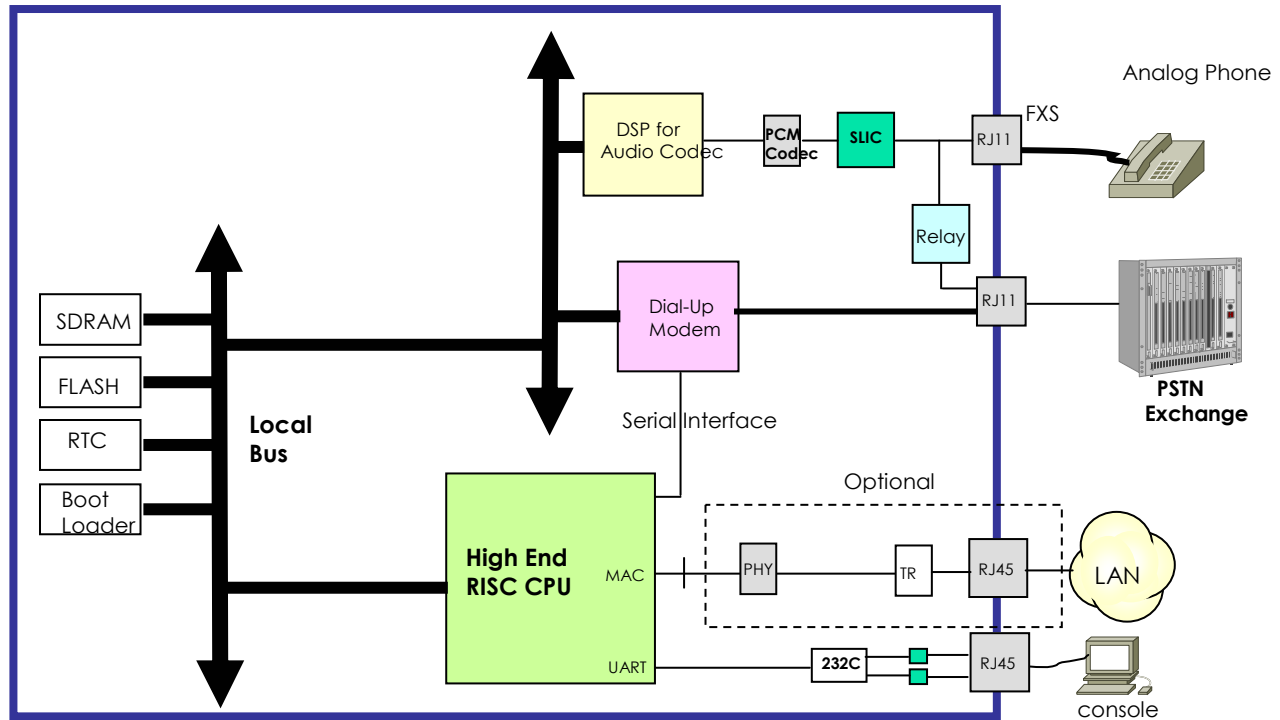 Analog Phone
FXS
DSP for
Audio Codec
PCM
Codec
SLIC
RJ11
Relay
SDRAM
Dial-Up
Modem
RJ11
FLASH
PSTN
Exchange
Local
Bus
Serial Interface
RTC
Boot
Loader
Optional
High End
RISC CPU
MAC
PHY
TR
RJ45
LAN
UART
232C
RJ45
console